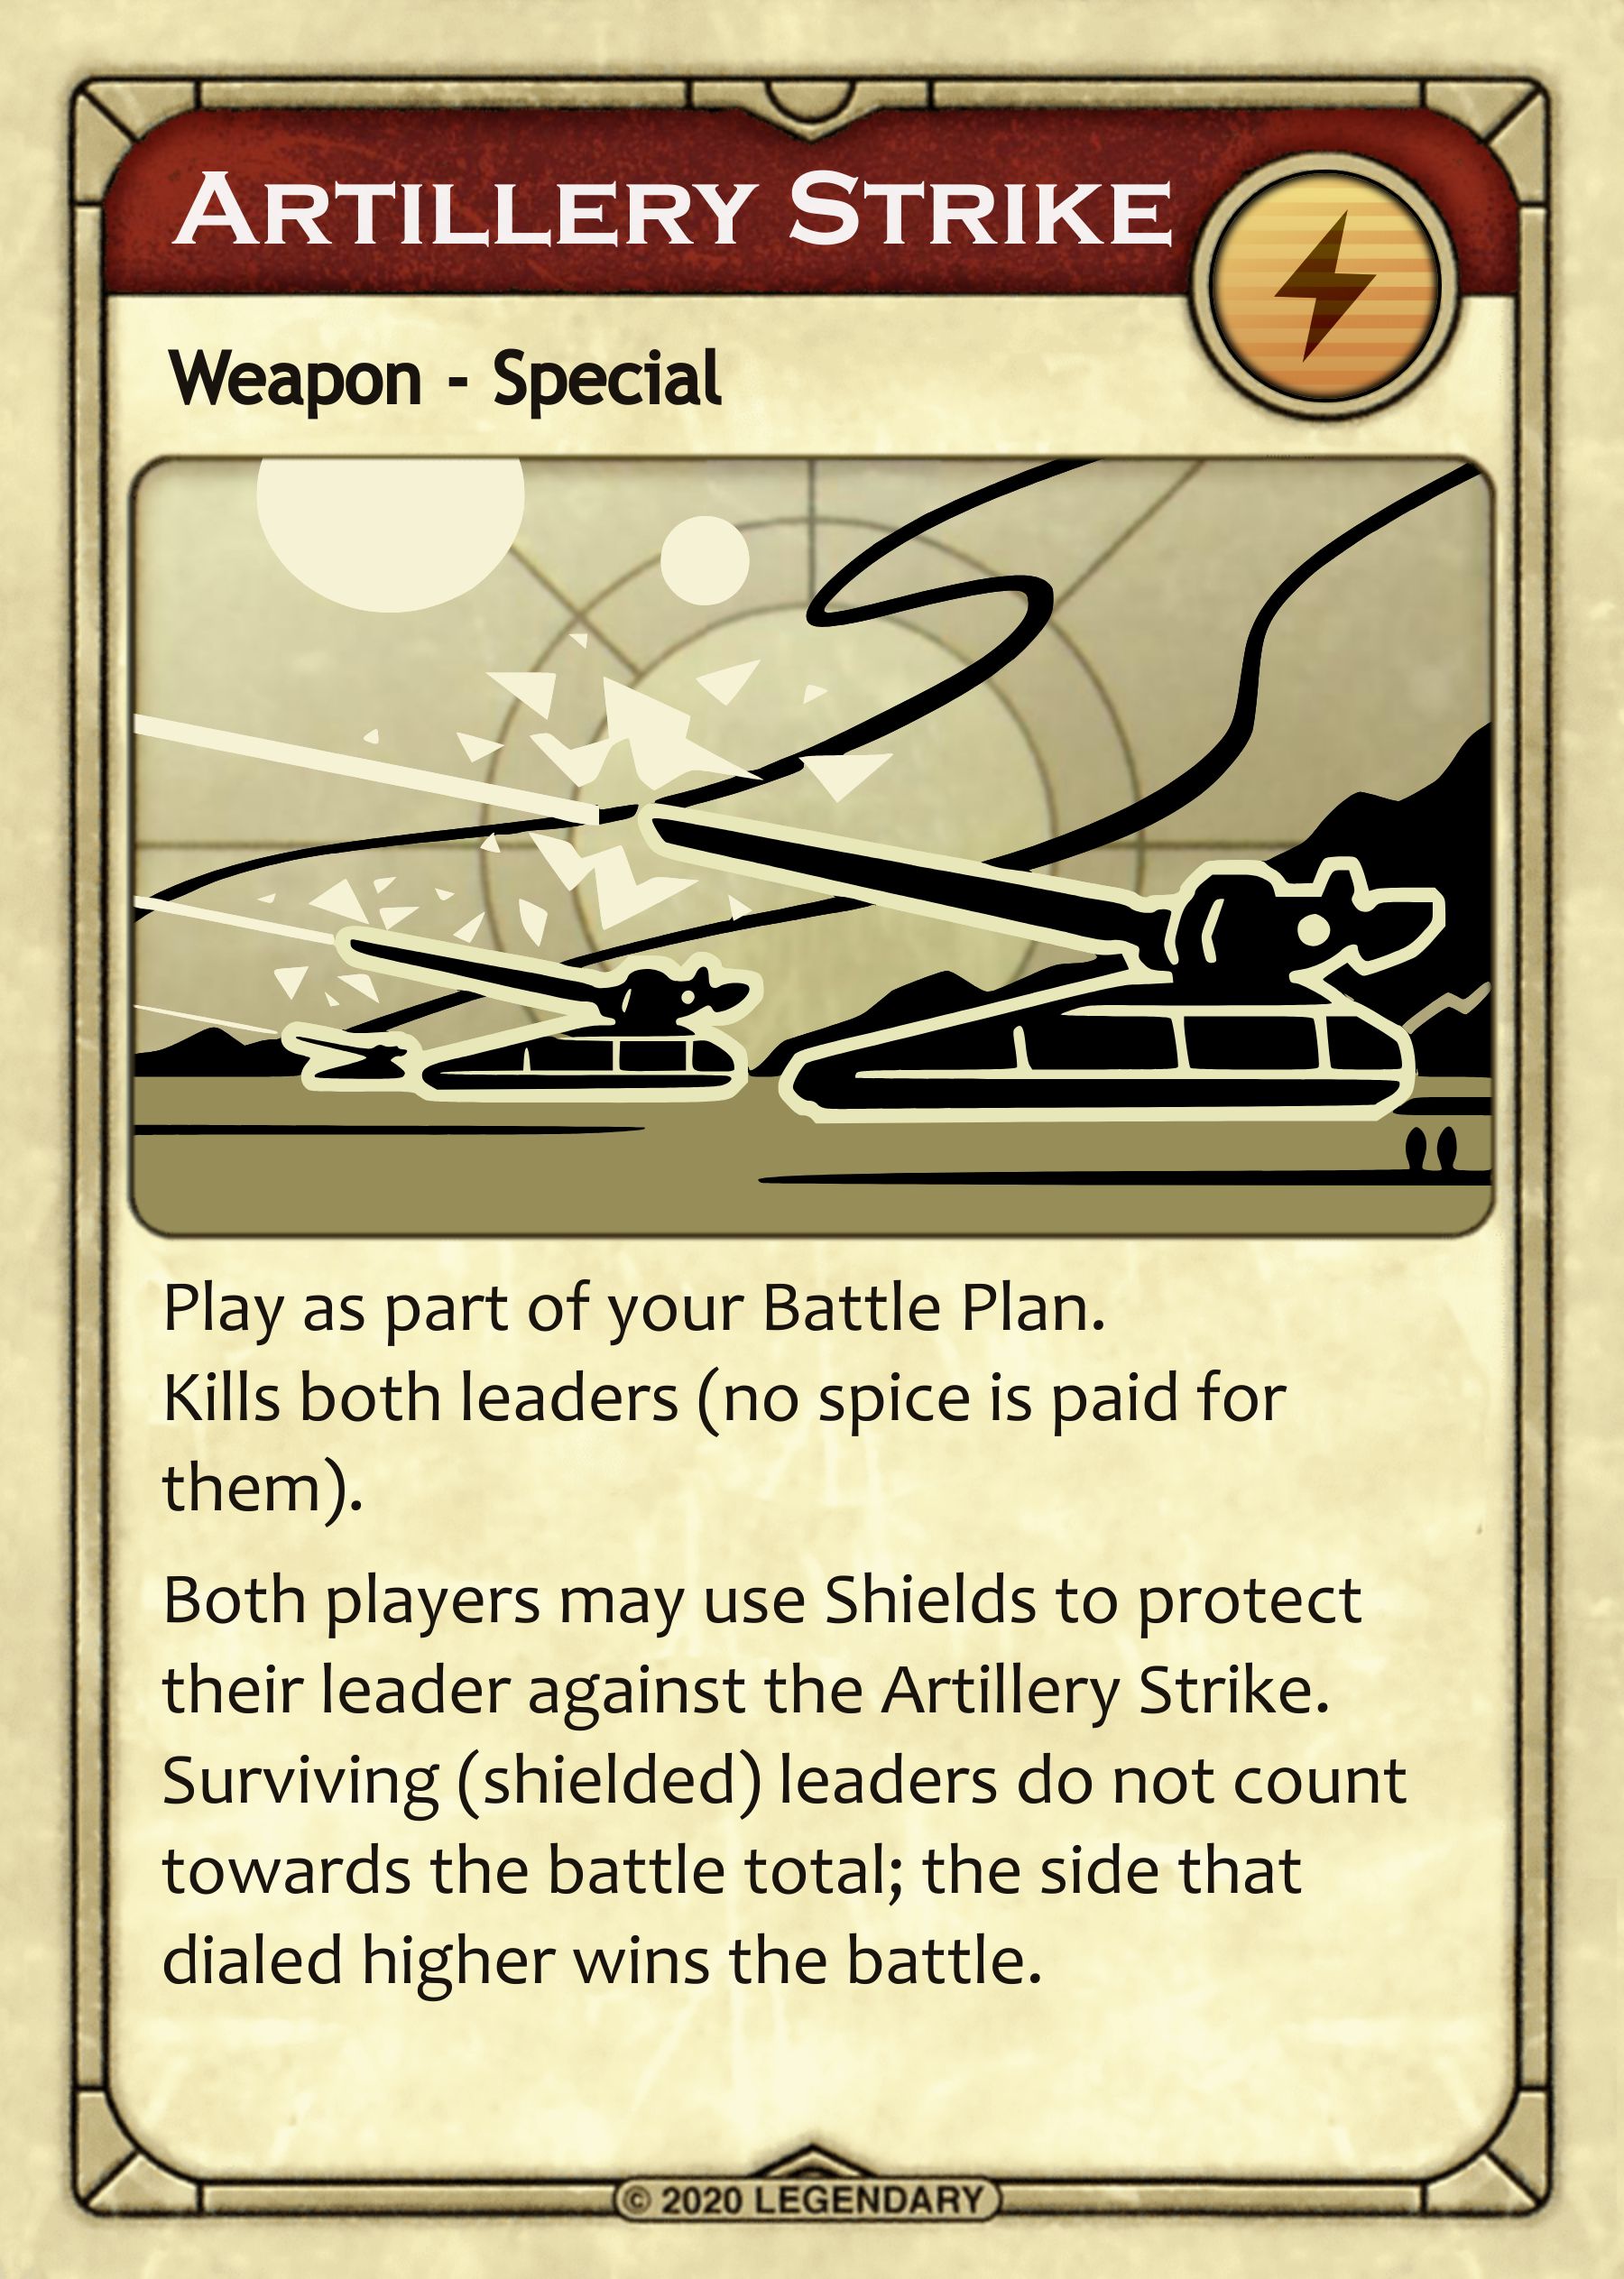 Artillery Strike
Weapon - Special
Play as part of your Battle Plan.
Kills both leaders (no spice is paid for
them).
Both players may use Shields to protect
their leader against the Artillery Strike.
Surviving (shielded) leaders do not count
towards the battle total; the side that
dialed higher wins the battle.
© 2020 LEGENDARY